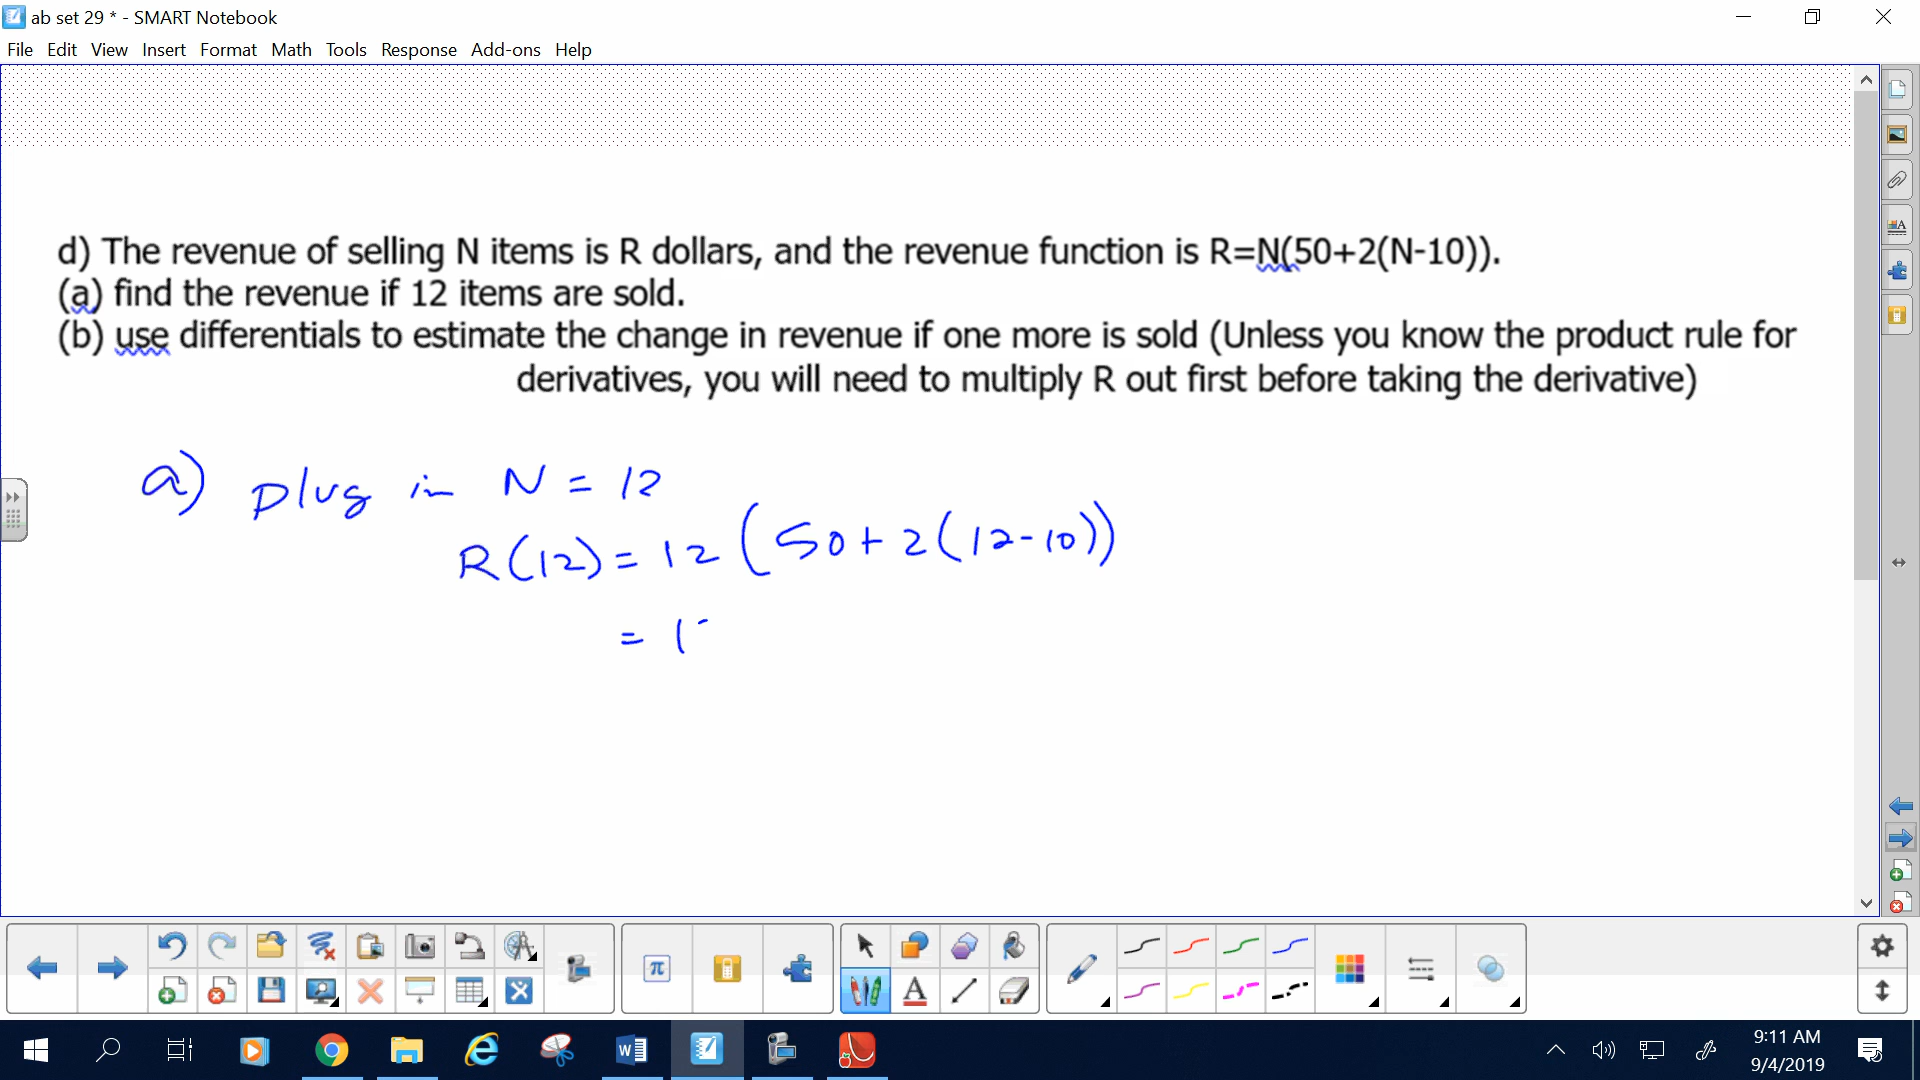 ab set 29 * - SMART Notebook
File Edit View Insert Format Math Tools Response Add-ons Help
d) The revenue of selling N items is R dollars, and the revenue function is R=N(50+2(N-10)).
(a) find the revenue if 12 items are sold.
(b) use differentials to estimate the change in revenue if one more is sold (Unless you know the product rule for
derivatives, you will need to multiply R out first before taking the derivative)
a) plug in N = 12
R(12) = 12 (50+2(12-10))
= 1
9:11 AM
9/4/2019